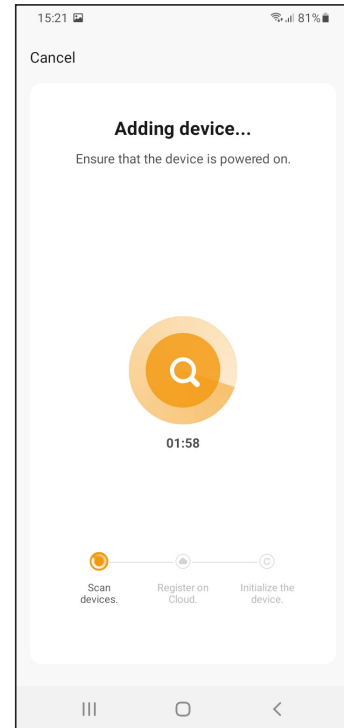 15:21 81%
Cancel
Adding device...
Ensure that the device is powered on.
01:58
Scan devices.
Register on Cloud.
Initialize the device.